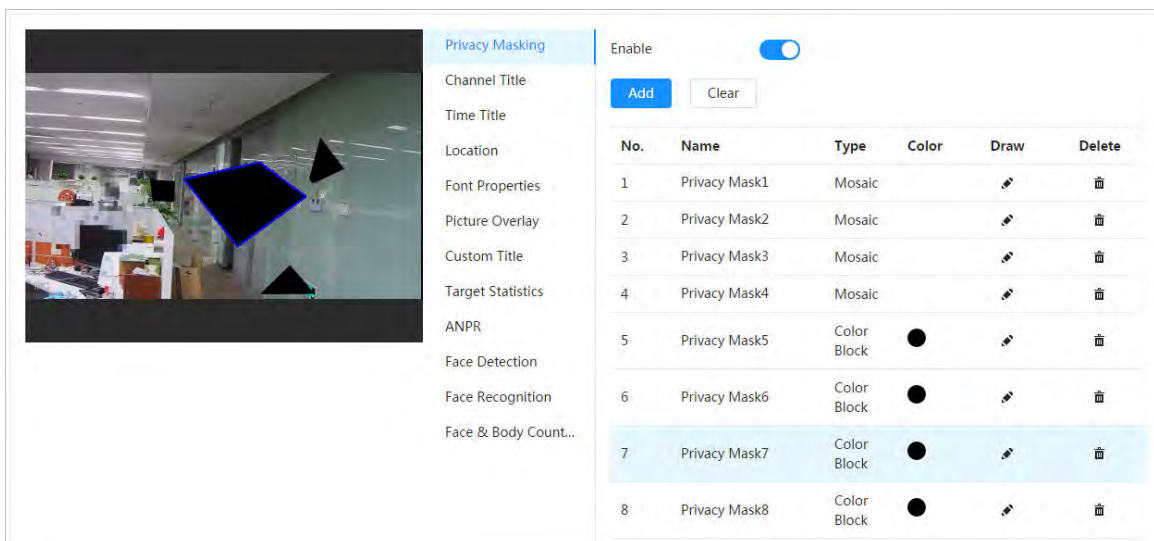 Privacy Masking
Channel Title
Time Title
Location
Font Properties
Picture Overlay
Custom Title
Target Statistics
ANPR
Face Detection
Face Recognition
Face & Body Count...
Enable
Add Clear
No. Name Type Color Draw Delete
1 Privacy Mask1 Mosaic
2 Privacy Mask2 Mosaic
3 Privacy Mask3 Mosaic
4 Privacy Mask4 Mosaic
5 Privacy Mask5 Color
Block
6 Privacy Mask6 Color
Block
7 Privacy Mask7 Color
Block
8 Privacy Mask8 Color
Block